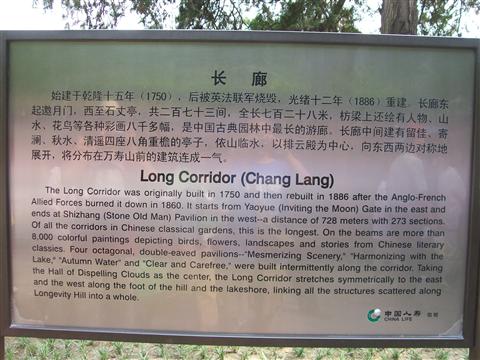 长 廊
始建于乾隆十五年（1750），后被英法联军烧毁，光绪十二年（1886）重建。长廊东
起邀月门，西至石丈亭，共二百七十三间，全长七百二十八米，枋梁上还绘有人物、山
水、花鸟等各种彩画八千多幅，是中国古典园林中最长的游廊。长廊中间建有留佳、寄
澜、秋水、清遥四座八角重檐的亭子，依山临水，以排云殿为中心，向东西两边对称地
展开，将分布在万寿山前的建筑连成一气。
Long Corridor (Chang Lang)
The Long Corridor was originally built in 1750 and then rebuilt in 1886 after the Anglo-French
Allied Forces burned it down in 1860. It starts from Yaoyue (Inviting the Moon) Gate in the east and
ends at Shizhang (Stone Old Man) Pavilion in the west--a distance of 728 meters with 273 sections.
Of all the corridors in Chinese classical gardens, this is the longest. On the beams are more than
8,000 colorful paintings depicting birds, flowers, landscapes and stories from Chinese literary
classics. Four octagonal, double-eaved pavilions--"Mesmerizing Scenery," "Harmonizing with the
Lake," "Autumn Water" and "Clear and Carefree," were built intermittently along the corridor. Taking
the Hall of Dispelling Clouds as the center, the Long Corridor stretches symmetrically to the east
and the west along the foot of the hill and the lakeshore, linking all the structures scattered along
Longevity Hill into a whole.
中国人寿
CHINA LIFE